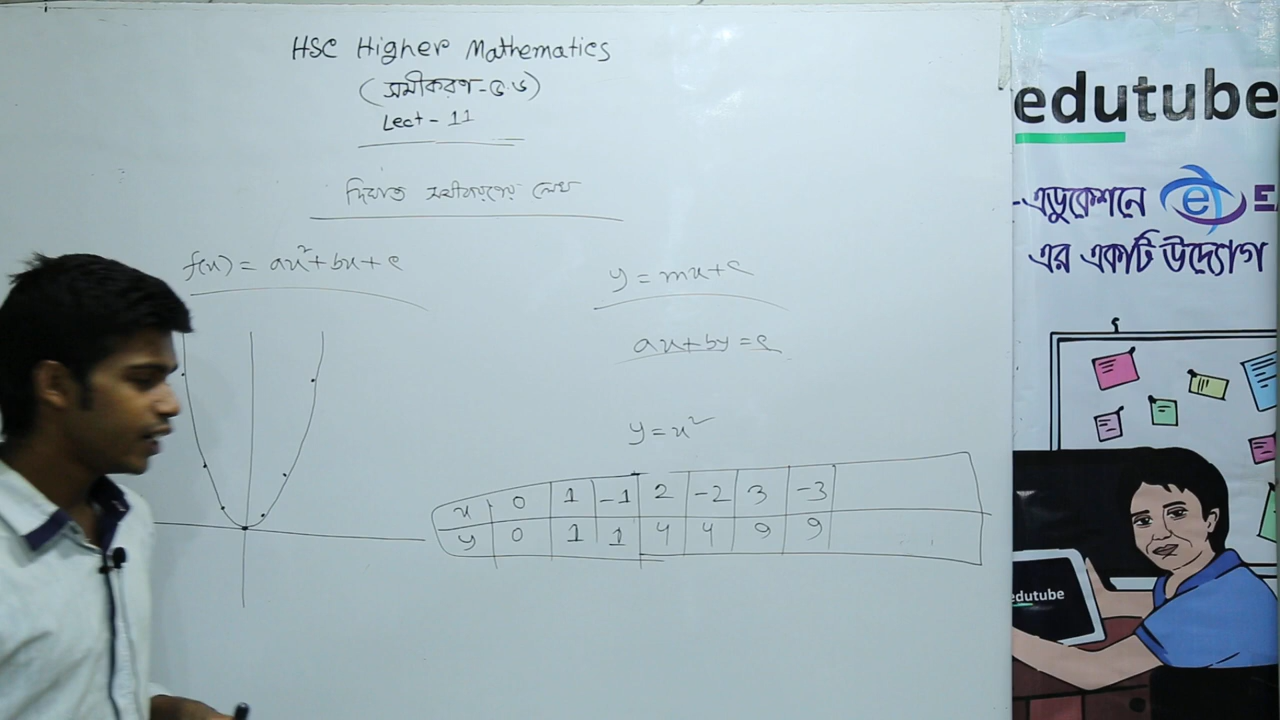 HSC Higher Mathematics
(সমীকরণ-৫.৬)
Lect - 11
দিঘাত সমীকরণের লেখ
f(x) = ax²+bx+c
y = mx+c
ax+by=c
y = x²
x 0 1 -1 2 -2 3 -3
y 0 1 1 4 4 9 9
edutube
-এডুকেশনে e E
এর একটি উদ্যোগ
edutube